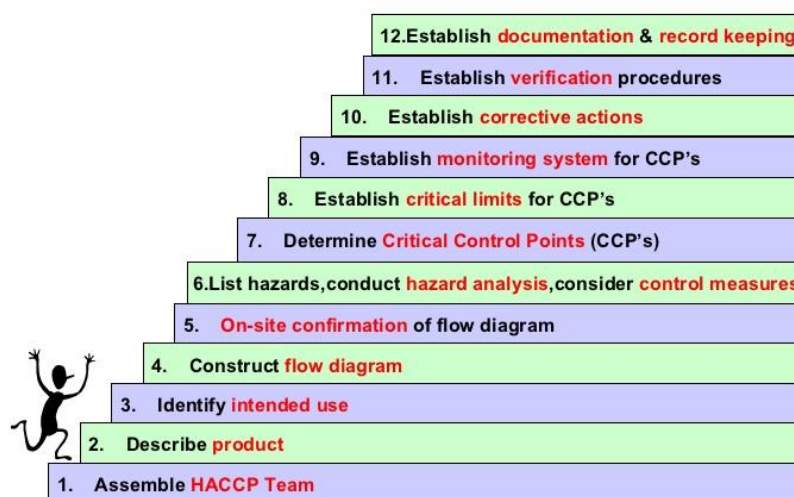 12.Establish documentation & record keeping
11. Establish verification procedures
10. Establish corrective actions
9. Establish monitoring system for CCP's
8. Establish critical limits for CCP's
7. Determine Critical Control Points (CCP's)
6.List hazards,conduct hazard analysis,consider control measures
5. On-site confirmation of flow diagram
4. Construct flow diagram
3. Identify intended use
2. Describe product
1. Assemble HACCP Team